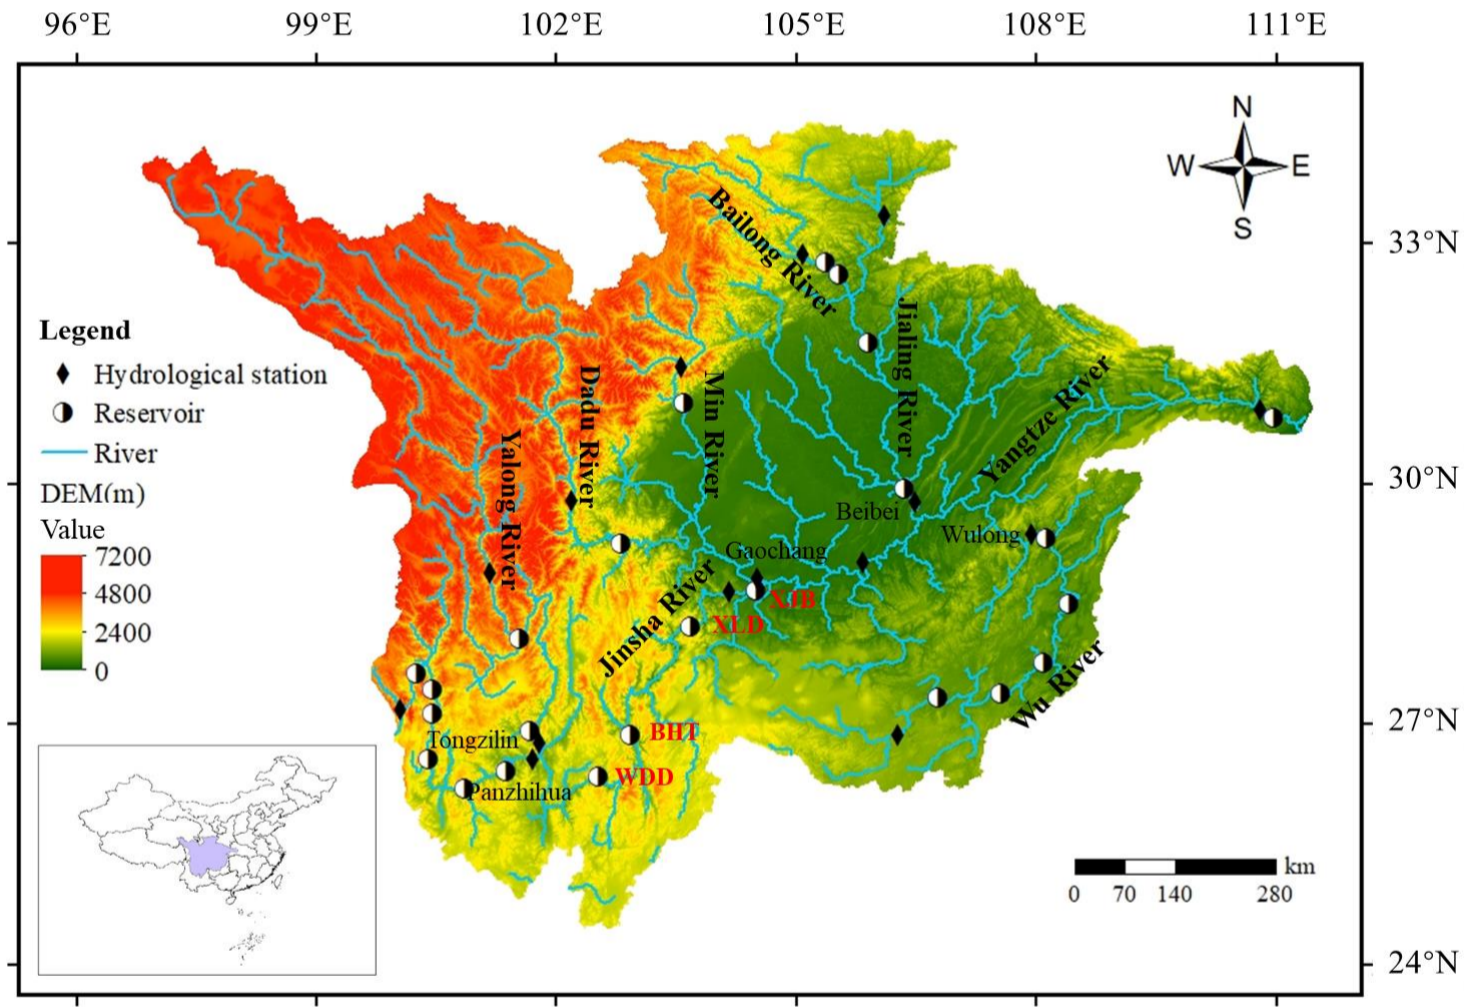 96°E 99°E 102°E 105°E 108°E 111°E
N
W E
S
33°N
30°N
27°N
24°N
Bailong River
Jialing River
Yangtze River
Min River
Dadu River
Yalong River
Jinsha River
Wu River
Beibei
Wulong
Gaochang
XJB
XLD
BHT
WDD
Tongzilin
Panzhihua
Legend
Hydrological station
Reservoir
River
DEM(m)
Value
7200
4800
2400
0
km
0 70 140 280